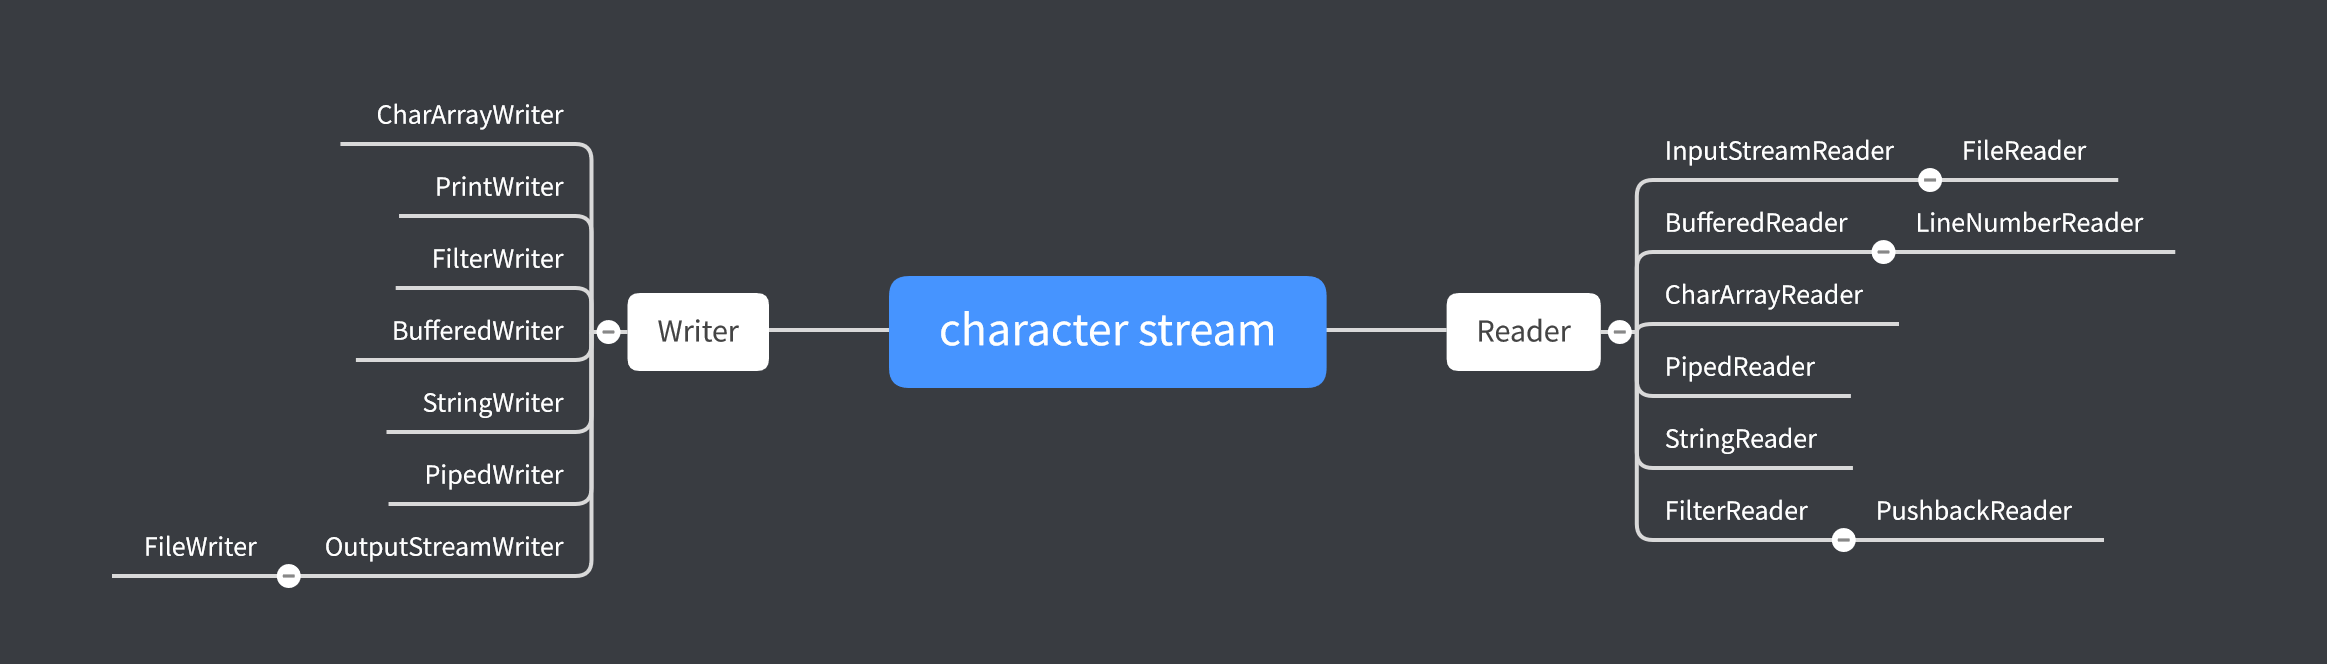 CharArrayWriter
PrintWriter
FilterWriter
BufferedWriter
StringWriter
PipedWriter
FileWriter
OutputStreamWriter
Writer
character stream
Reader
InputStreamReader
FileReader
BufferedReader
LineNumberReader
CharArrayReader
PipedReader
StringReader
FilterReader
PushbackReader